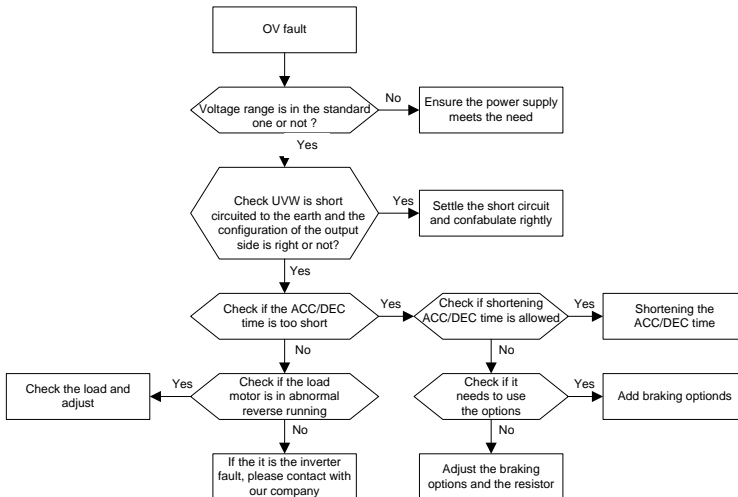 OV fault
Voltage range is in the standard
one or not ?
No
Ensure the power supply
meets the need
Yes
Check UVW is short
circuited to the earth and the
configuration of the output
side is right or not?
Yes
Settle the short circuit
and confabulate rightly
Yes
Check if the ACC/DEC
time is too short
Yes
Check if shortening
ACC/DEC time is allowed
Yes
Shortening the
ACC/DEC time
No
No
Check the load and
adjust
Yes
Check if the load
motor is in abnormal
reverse running
Check if it
needs to use
the options
Yes
Add braking optionds
No
No
If the it is the inverter
fault, please contact with
our company
Adjust the braking
options and the resistor